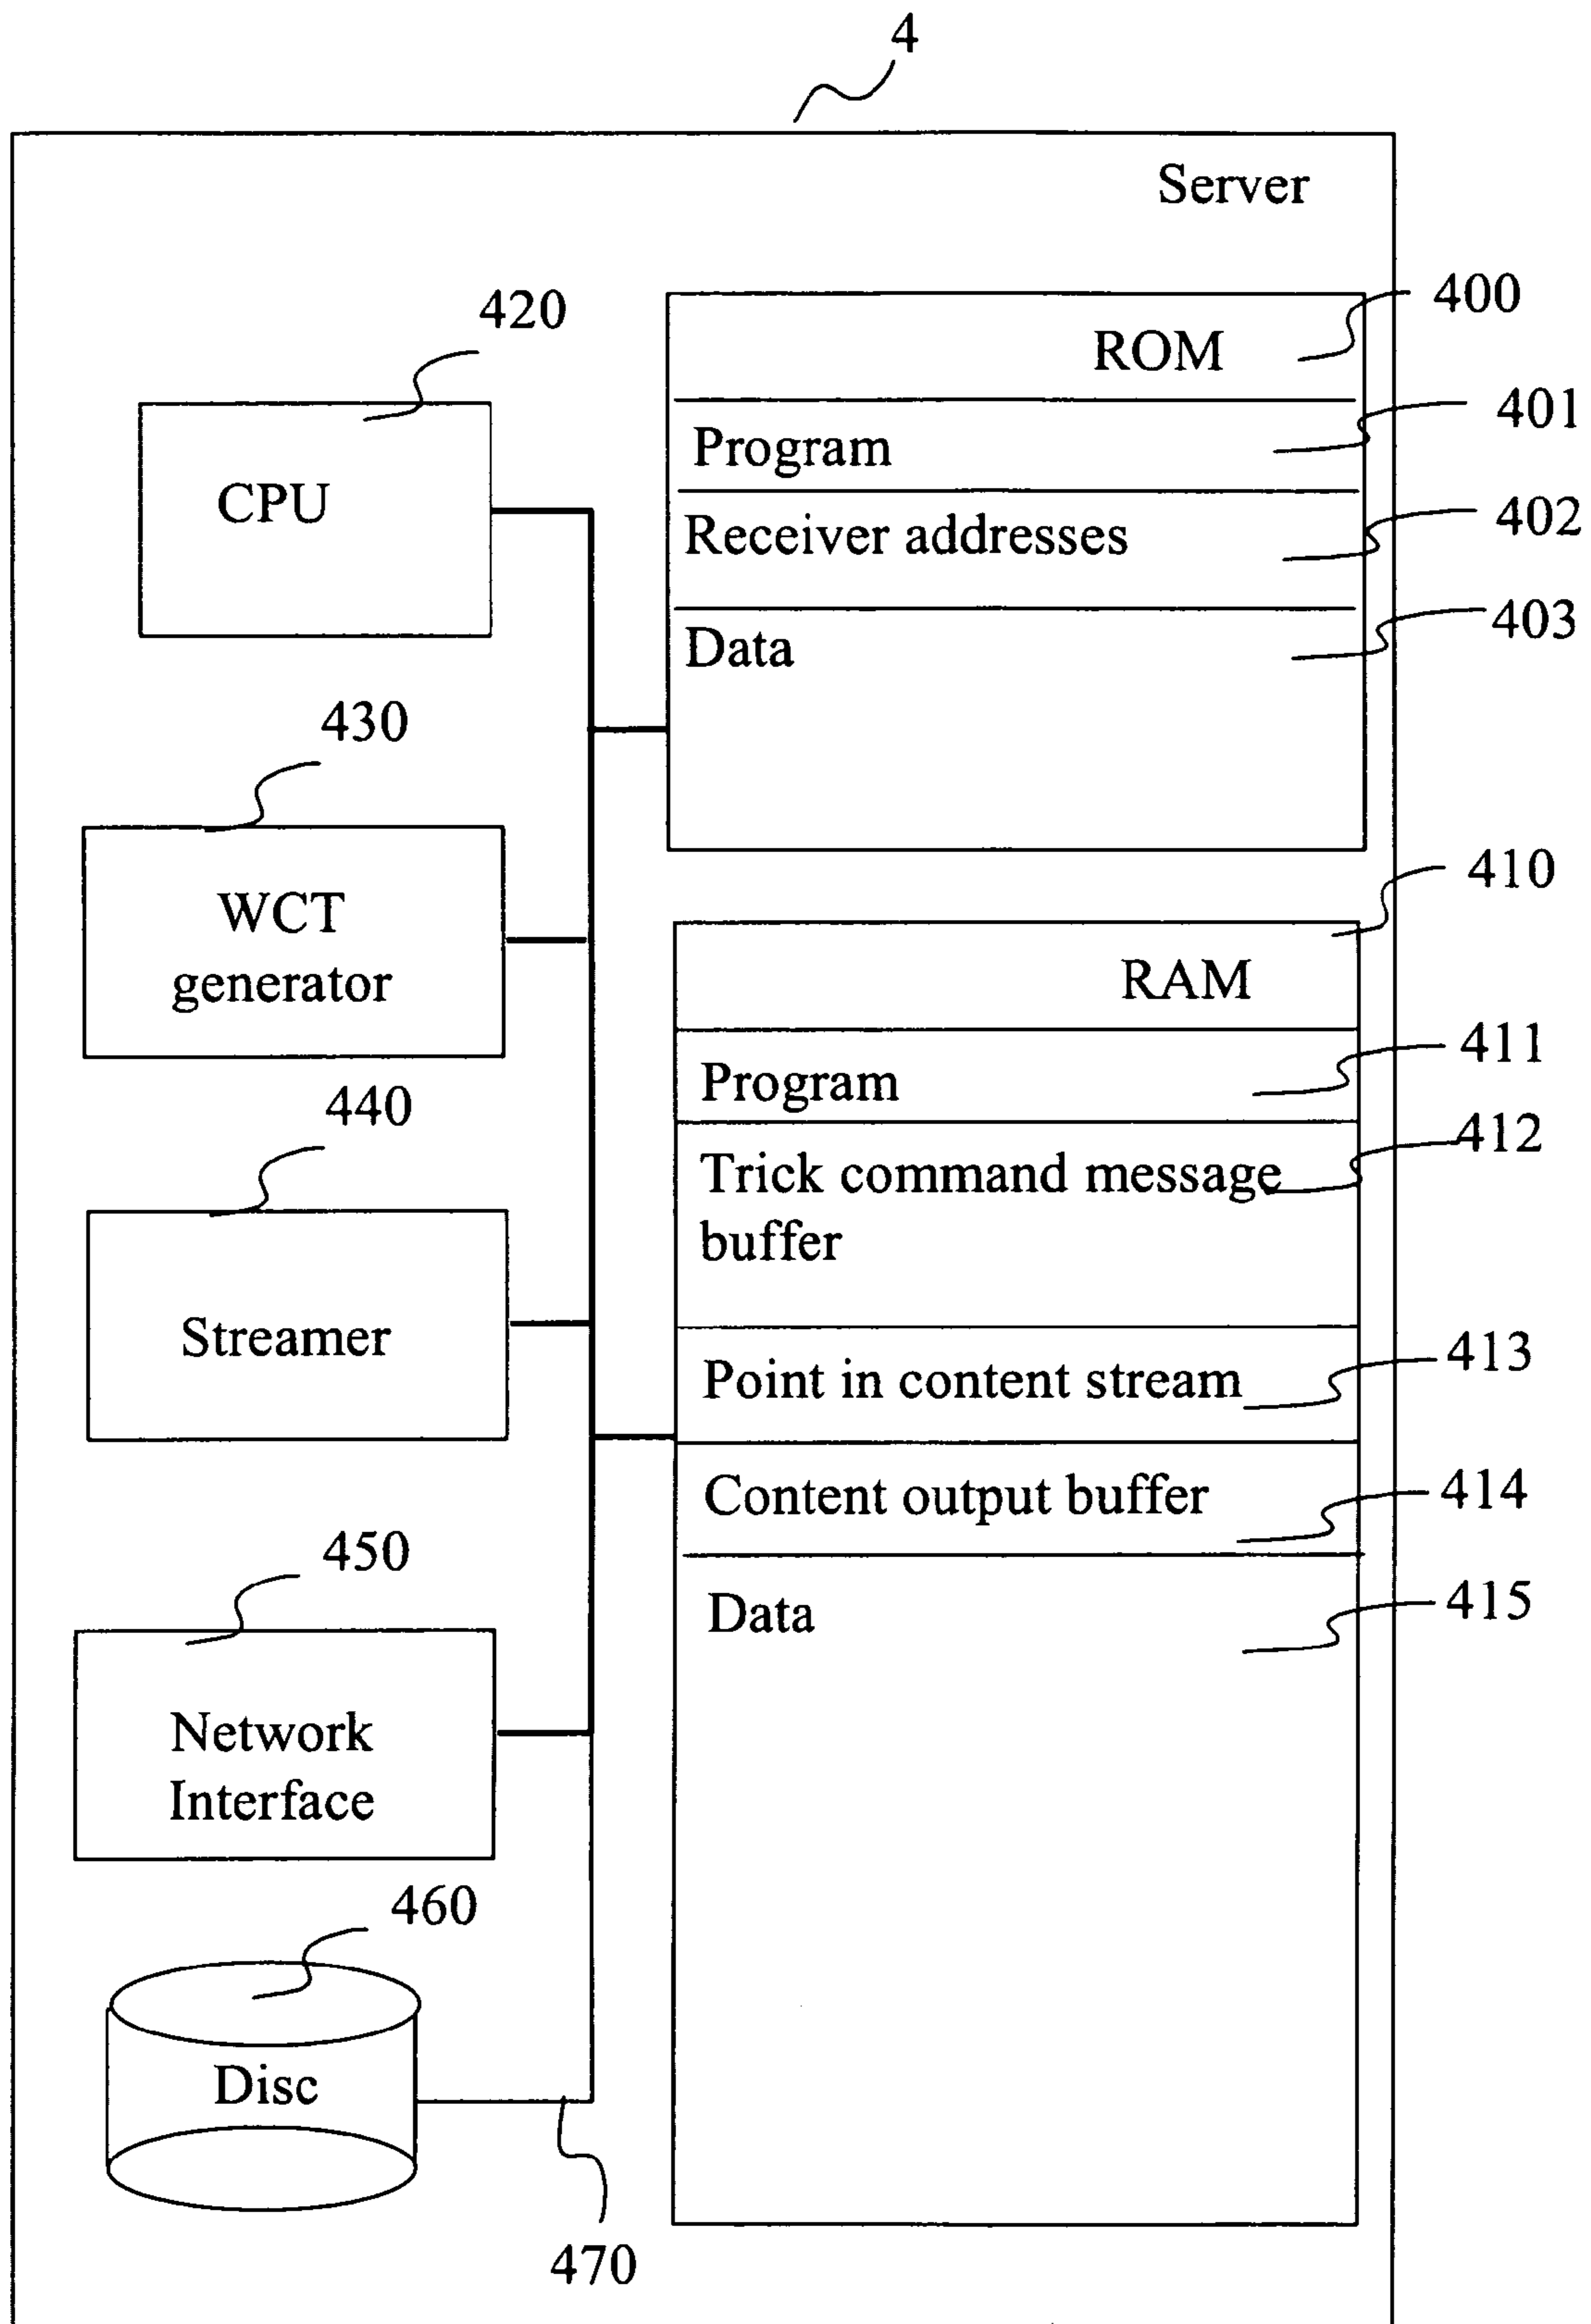 4
Server
420
CPU
430
WCT
generator
440
Streamer
450
Network
Interface
460
Disc
470
400
ROM
401
Program
402
Receiver addresses
403
Data
410
RAM
411
Program
412
Trick command message
buffer
413
Point in content stream
414
Content output buffer
415
Data